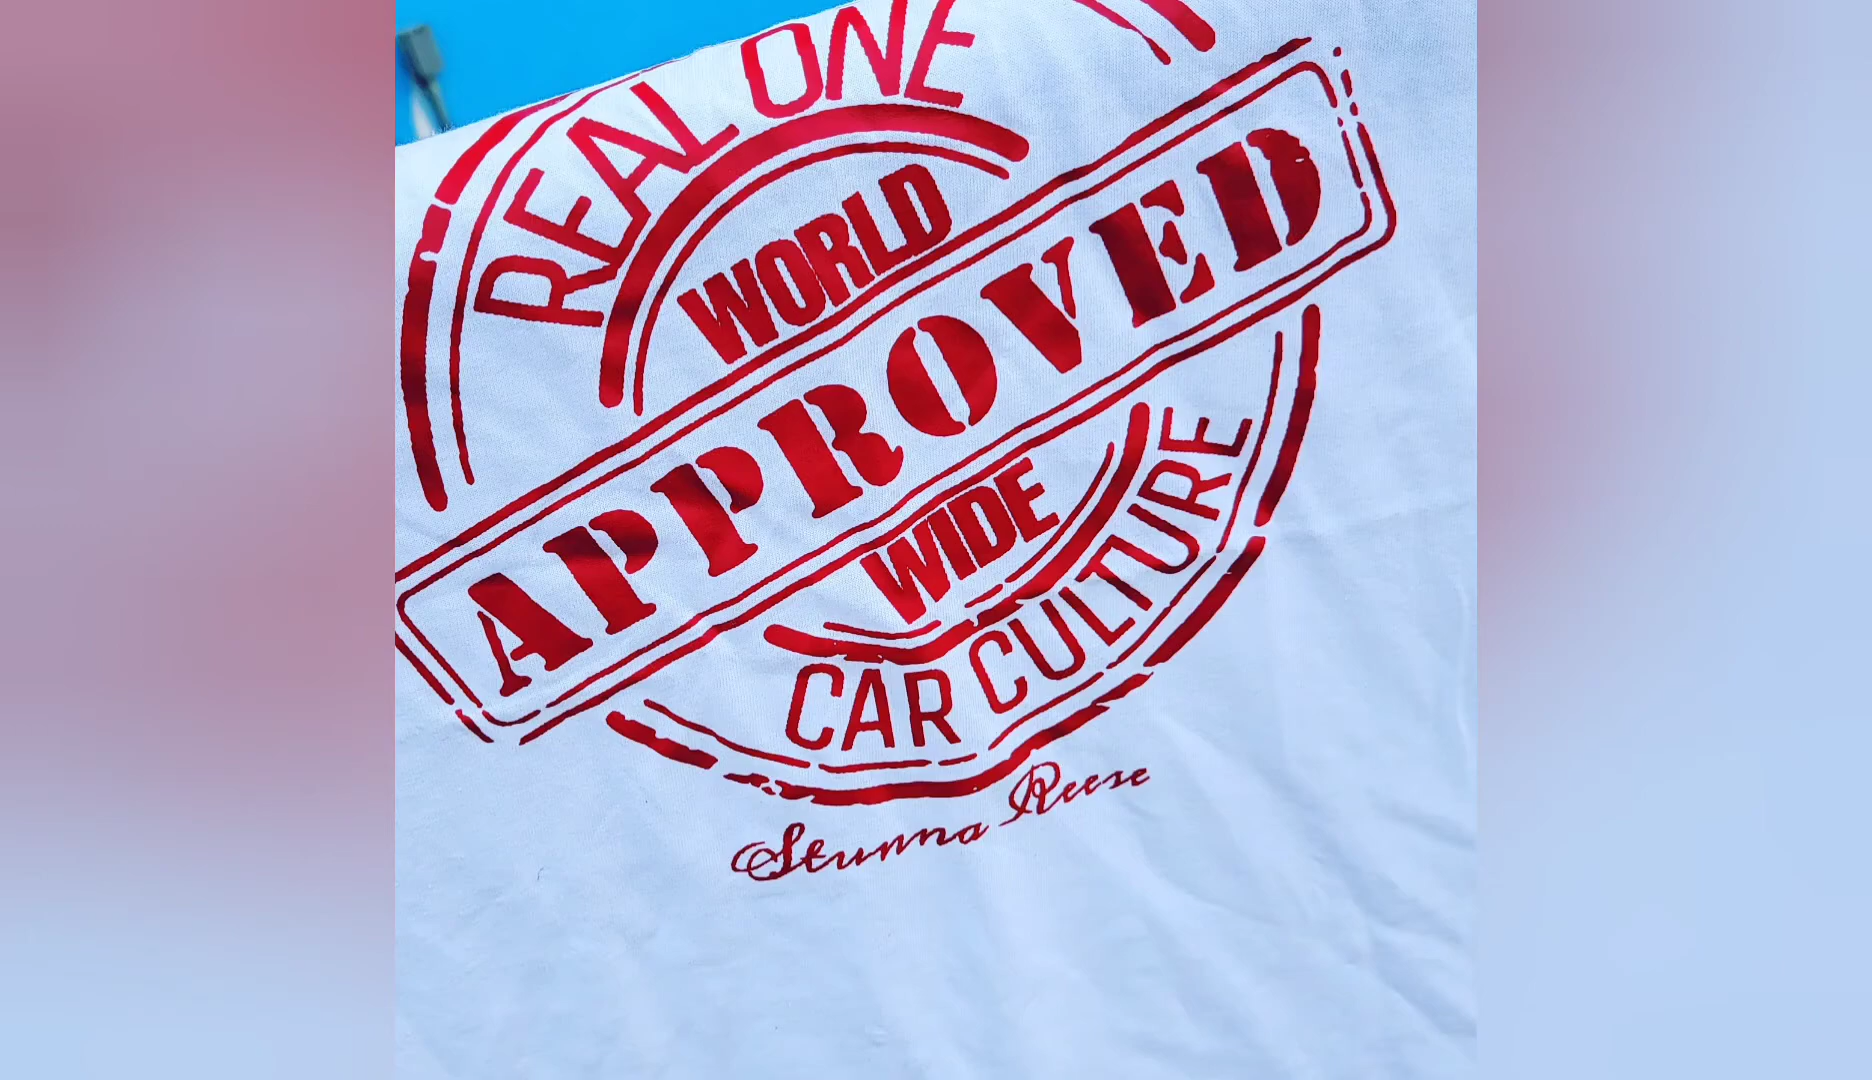 REAL ONE
WORLD
APPROVED
WIDE
CAR CULTURE
Stunna Reese